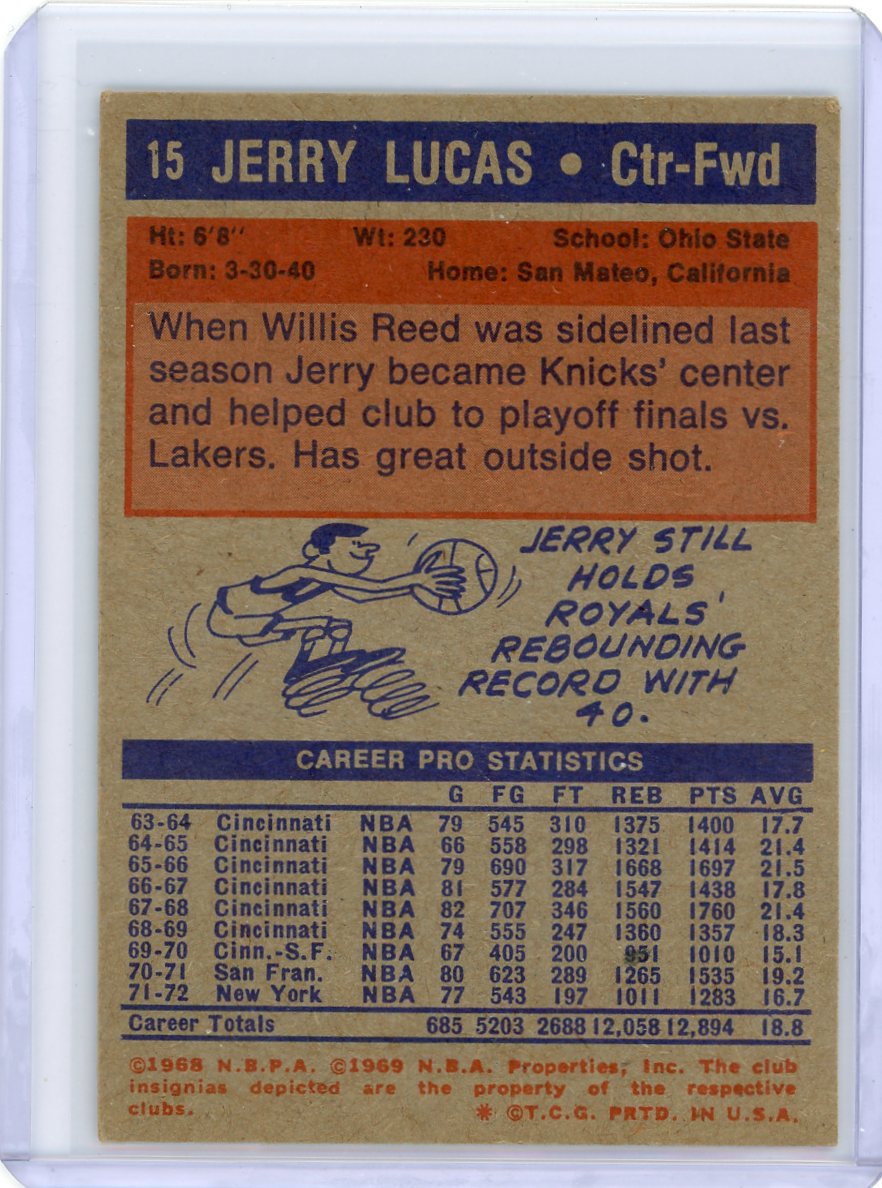 15 JERRY LUCAS • Ctr-Fwd
Ht: 6'8" Wt: 230 School: Ohio State
Born: 3-30-40 Home: San Mateo, California
When Willis Reed was sidelined last
season Jerry became Knicks' center
and helped club to playoff finals vs.
Lakers. Has great outside shot.
JERRY STILL
HOLDS
ROYALS'
REBOUNDING
RECORD WITH
40.
CAREER PRO STATISTICS
G FG FT REB PTS AVG
63-64 Cincinnati NBA 79 545 310 1375 1400 17.7
64-65 Cincinnati NBA 66 558 298 1321 1414 21.4
65-66 Cincinnati NBA 79 690 317 1668 1697 21.5
66-67 Cincinnati NBA 81 577 284 1547 1438 17.8
67-68 Cincinnati NBA 82 707 346 1560 1760 21.4
68-69 Cincinnati NBA 74 555 247 1360 1357 18.3
69-70 Cinn.-S.F. NBA 67 405 200 951 1010 15.1
70-71 San Fran. NBA 80 623 289 1265 1535 19.2
71-72 New York NBA 77 543 197 1011 1283 16.7
Career Totals 685 5203 2688 12,058 12,894 18.8
©1968 N.B.P.A. ©1969 N.B.A. Properties, Inc. The club
insignias depicted are the property of the respective
clubs. * ©T.C.G. PRTD. IN U.S.A.